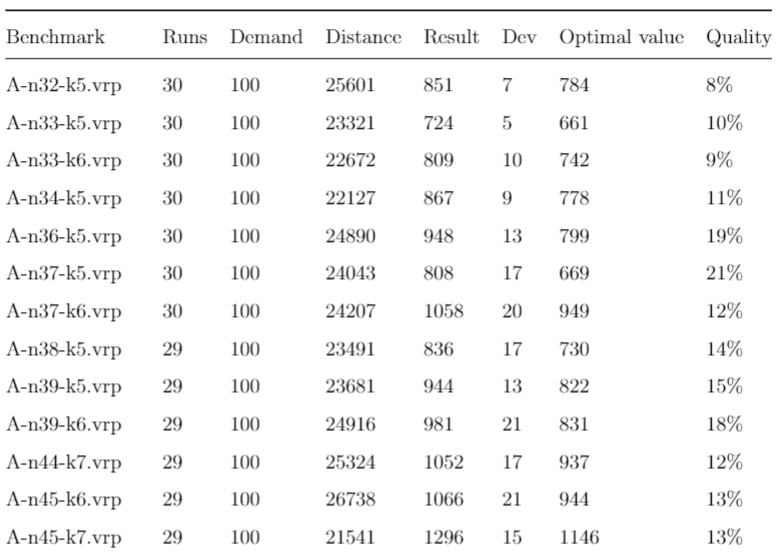 Benchmark Runs Demand Distance Result Dev Optimal value Quality
A-n32-k5.vrp 30 100 25601 851 7 784 8%
A-n33-k5.vrp 30 100 23321 724 5 661 10%
A-n33-k6.vrp 30 100 22672 809 10 742 9%
A-n34-k5.vrp 30 100 22127 867 9 778 11%
A-n36-k5.vrp 30 100 24890 948 13 799 19%
A-n37-k5.vrp 30 100 24043 808 17 669 21%
A-n37-k6.vrp 30 100 24207 1058 20 949 12%
A-n38-k5.vrp 29 100 23491 836 17 730 14%
A-n39-k5.vrp 29 100 23681 944 13 822 15%
A-n39-k6.vrp 29 100 24916 981 21 831 18%
A-n44-k7.vrp 29 100 25324 1052 17 937 12%
A-n45-k6.vrp 29 100 26738 1066 21 944 13%
A-n45-k7.vrp 29 100 21541 1296 15 1146 13%